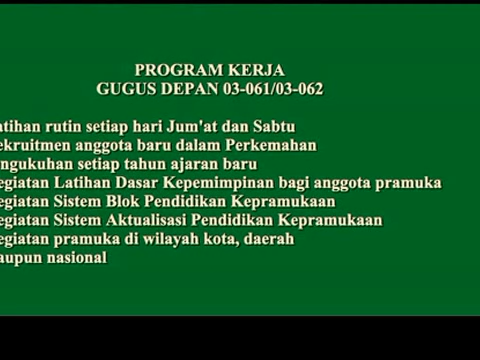 PROGRAM KERJA
GUGUS DEPAN 03-061/03-062
atihan rutin setiap hari Jum'at dan Sabtu
ekruitmen anggota baru dalam Perkemahan
ngukuhan setiap tahun ajaran baru
egiatan Latihan Dasar Kepemimpinan bagi anggota pramuka
egiatan Sistem Blok Pendidikan Kepramukaan
egiatan Sistem Aktualisasi Pendidikan Kepramukaan
egiatan pramuka di wilayah kota, daerah
aupun nasional